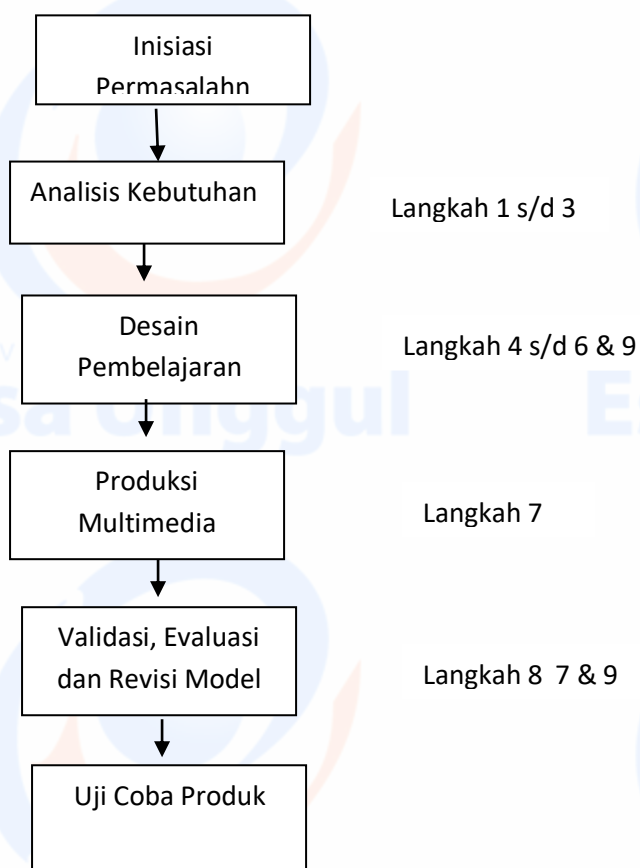 Inisiasi
Permasalahn
Analisis Kebutuhan
Langkah 1 s/d 3
Desain
Pembelajaran
Langkah 4 s/d 6 & 9
Produksi
Multimedia
Langkah 7
Validasi, Evaluasi
dan Revisi Model
Langkah 8 7 & 9
Uji Coba Produk